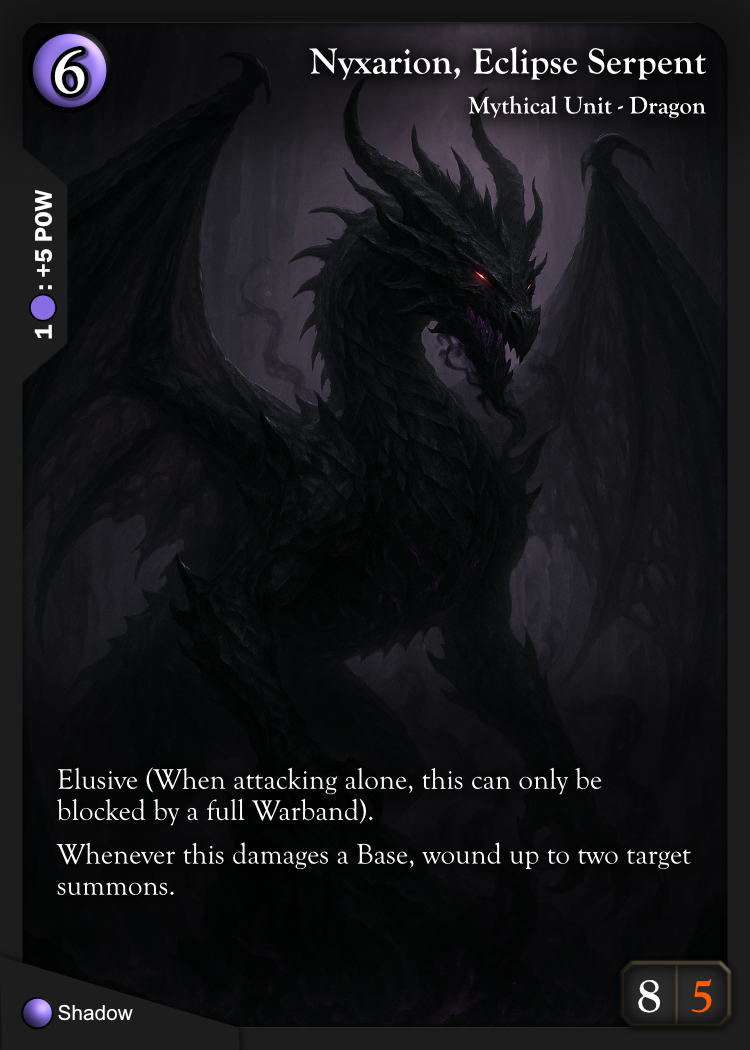 6
Nyxarion, Eclipse Serpent
Mythical Unit - Dragon
1 : +5 POW
Elusive (When attacking alone, this can only be
blocked by a full Warband).
Whenever this damages a Base, wound up to two target
summons.
8 5
Shadow